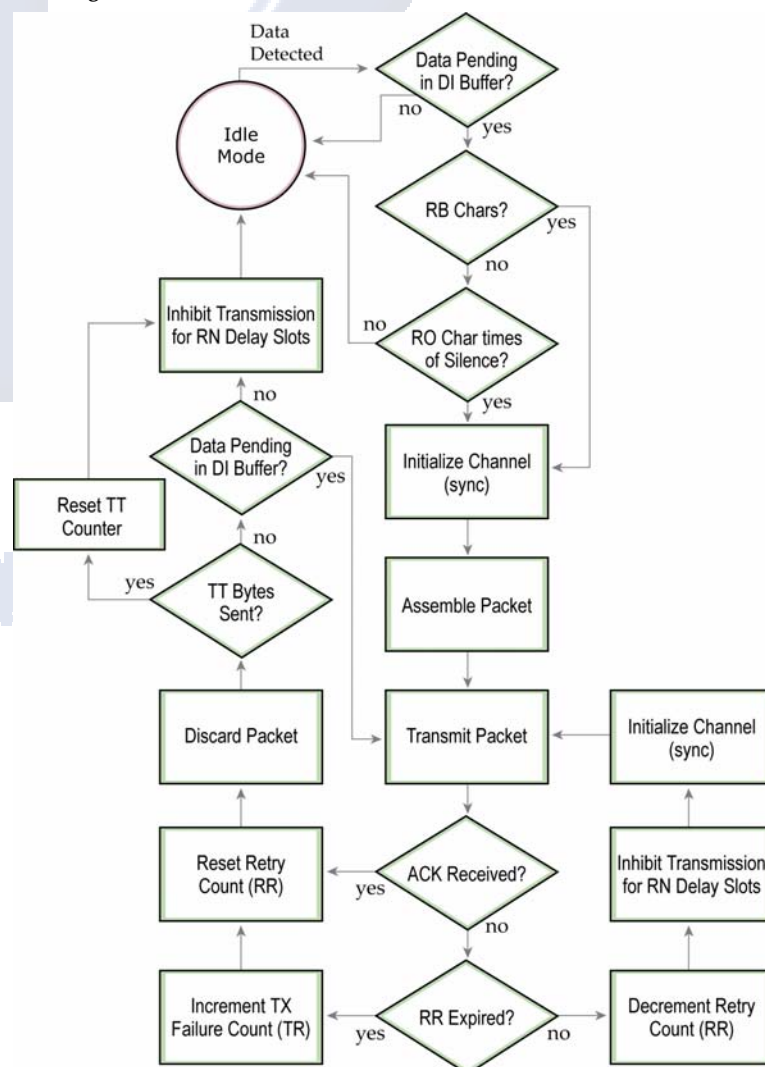 Data
Detected
Data Pending
in DI Buffer?
no
yes
Idle
Mode
RB Chars?
yes
no
Inhibit Transmission
for RN Delay Slots
no
RO Char times
of Silence?
yes
no
Data Pending
in DI Buffer?
yes
Initialize Channel
(sync)
Reset TT
Counter
no
yes
TT Bytes
Sent?
Assemble Packet
Discard Packet
Transmit Packet
Initialize Channel
(sync)
Reset Retry
Count (RR)
yes
ACK Received?
no
Inhibit Transmission
for RN Delay Slots
Increment TX
Failure Count (TR)
yes
RR Expired?
no
Decrement Retry
Count (RR)